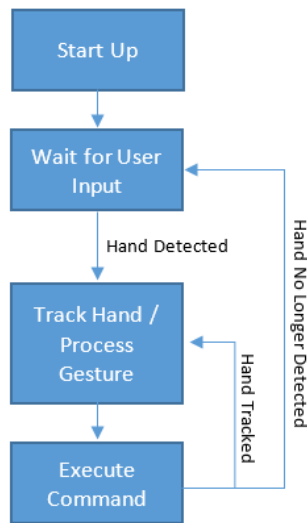 Start Up
Wait for User
Input
Hand Detected
Track Hand /
Process
Gesture
Hand Tracked
Hand No Longer Detected
Execute
Command